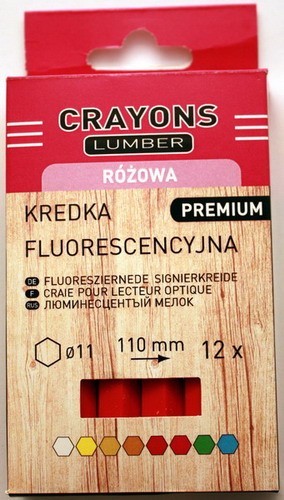 CRAYONS
LUMBER
RÓŻOWA
KREDKA
PREMIUM
FLUORESCENCYJNA
DE FLUORESZIERNEDE SIGNIERKREIDE
F CRAIE POUR LECTEUR OPTIQUE
RUS ЛЮМИНЕСЦЕНТЫЙ МЕЛОК
ø11 110 mm 12 x